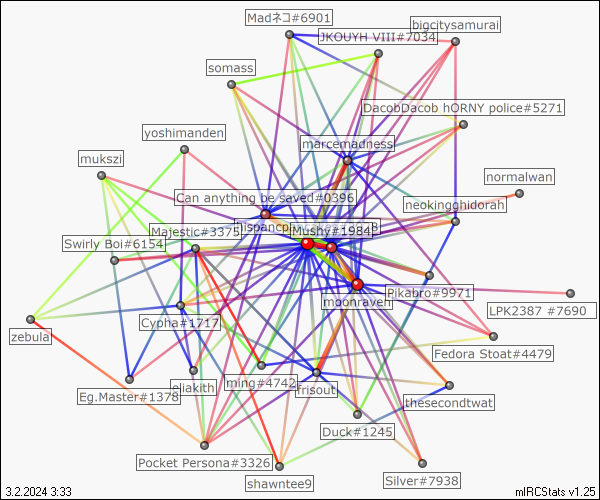 Madネコ#6901
bigcitysamurai
JKOUYH VIII#7034
somass
DacobDacob hORNY police#5271
yoshimanden
marcemadness
mukszi
normalwan
Can anything be saved#0396
neokingghidorah
Mushy#1984
Majestic#3375
Swirly Boi#6154
Pikabro#9971
moonraven
LPK2387 #7690
Cypha#1717
zebula
Fedora Stoat#4479
ming#4742
eliakith
frisout
Eg.Master#1378
thesecondtwat
Duck#1245
Pocket Persona#3326
shawntee9
Silver#7938
3.2.2024 3:33
mIRCStats v1.25